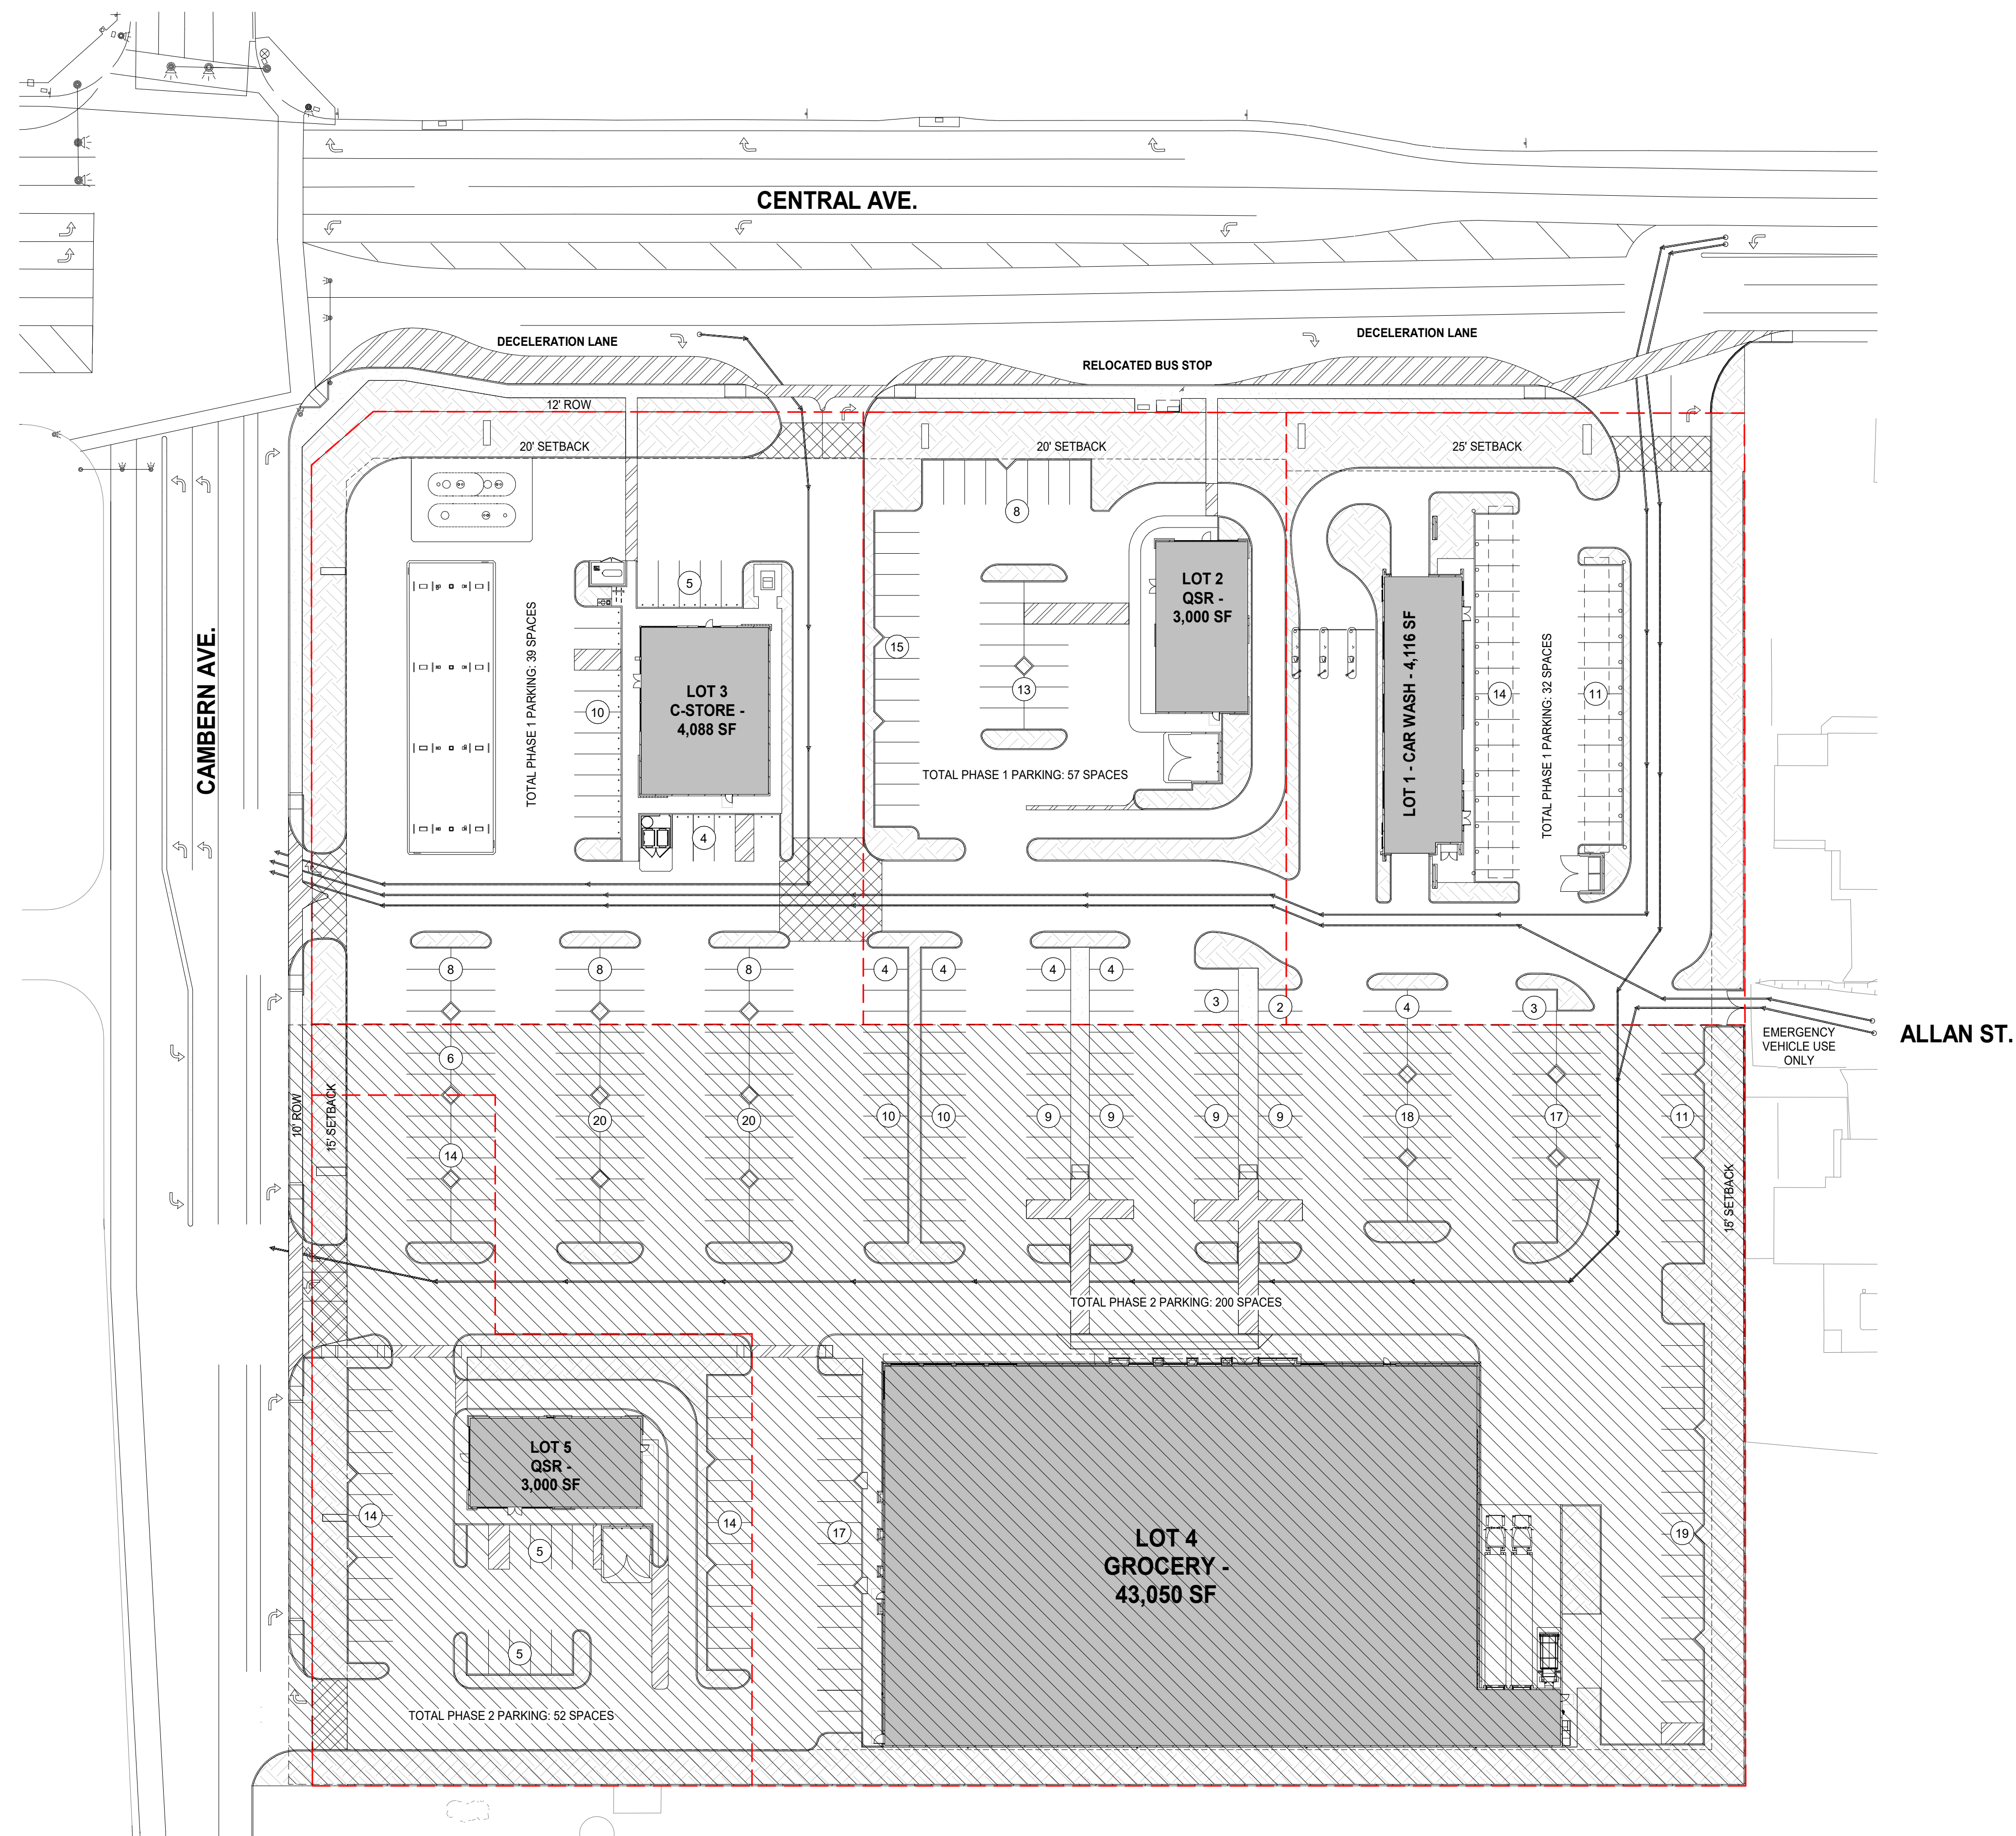 CENTRAL AVE.
DECELERATION LANE
DECELERATION LANE
RELOCATED BUS STOP
12' ROW
20' SETBACK
20' SETBACK
25' SETBACK
CAMBERN AVE.
TOTAL PHASE 1 PARKING: 39 SPACES
5
10
LOT 3
C-STORE -
4,088 SF
4
8
15
13
LOT 2
QSR -
3,000 SF
TOTAL PHASE 1 PARKING: 57 SPACES
LOT 1 - CAR WASH - 4,116 SF
14
TOTAL PHASE 1 PARKING: 32 SPACES
11
8
8
8
4
4
4
4
3
2
4
3
EMERGENCY
VEHICLE USE
ONLY
ALLAN ST.
10' ROW
15' SETBACK
6
14
20
20
10
10
9
9
9
9
18
17
11
15' SETBACK
TOTAL PHASE 2 PARKING: 200 SPACES
LOT 5
QSR -
3,000 SF
14
5
14
17
5
TOTAL PHASE 2 PARKING: 52 SPACES
LOT 4
GROCERY -
43,050 SF
19